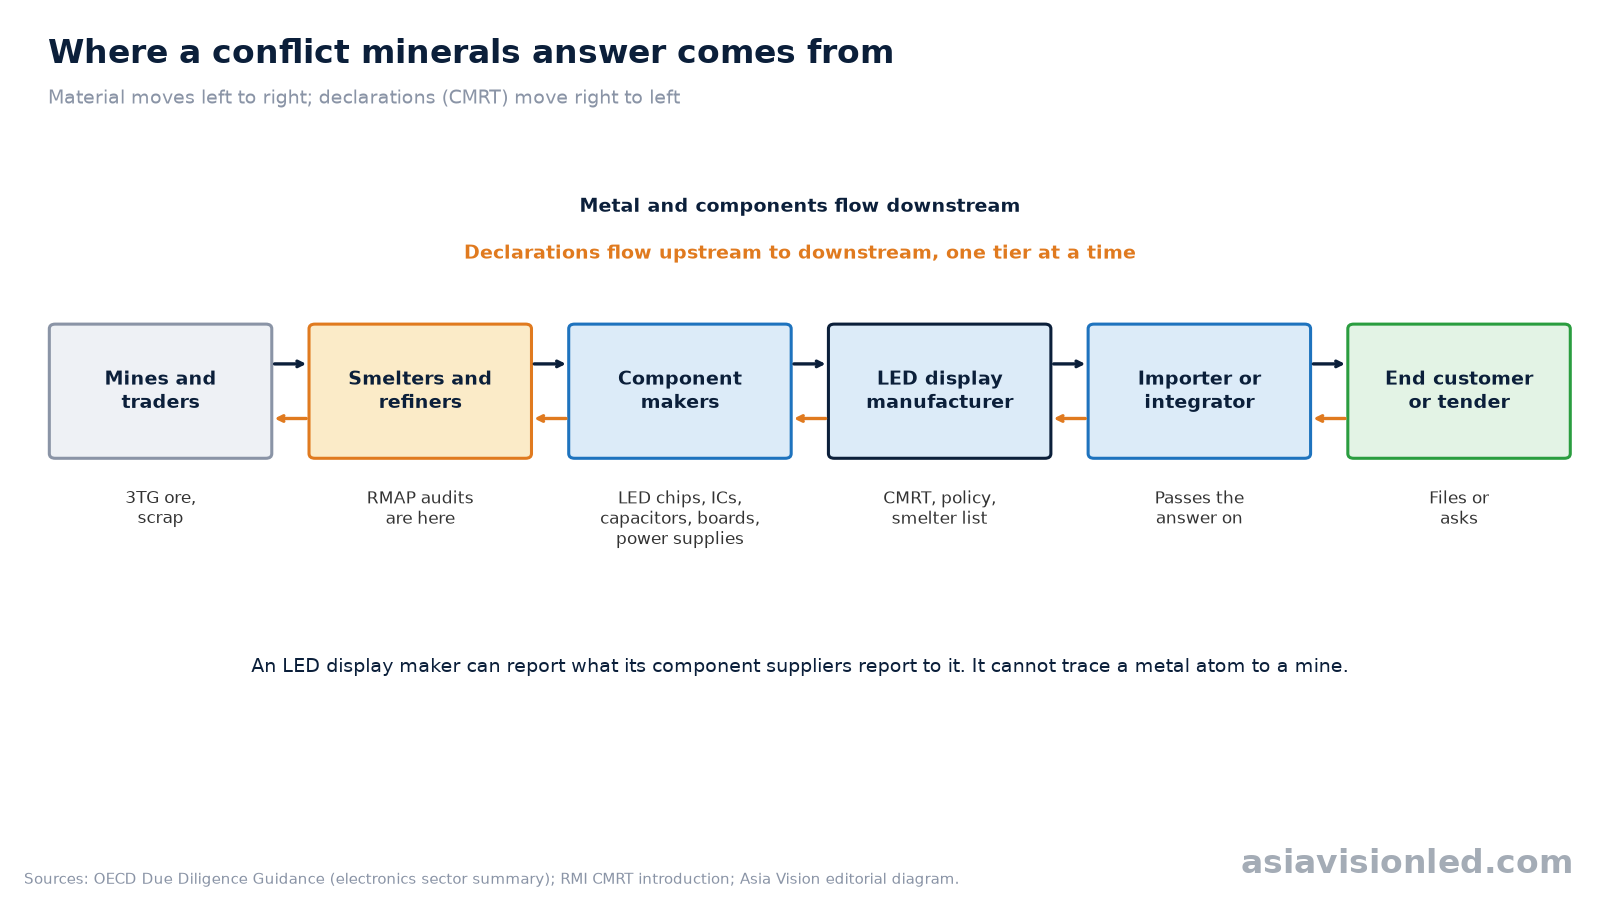 Where a conflict minerals answer comes from
Material moves left to right; declarations (CMRT) move right to left
Metal and components flow downstream
Declarations flow upstream to downstream, one tier at a time
Mines and
traders
Smelters and
refiners
Component
makers
LED display
manufacturer
Importer or
integrator
End customer
or tender
3TG ore,
scrap
RMAP audits
are here
LED chips, ICs,
capacitors, boards,
power supplies
CMRT, policy,
smelter list
Passes the
answer on
Files or
asks
An LED display maker can report what its component suppliers report to it. It cannot trace a metal atom to a mine.
Sources: OECD Due Diligence Guidance (electronics sector summary); RMI CMRT introduction; Asia Vision editorial diagram.
asiavisionled.com